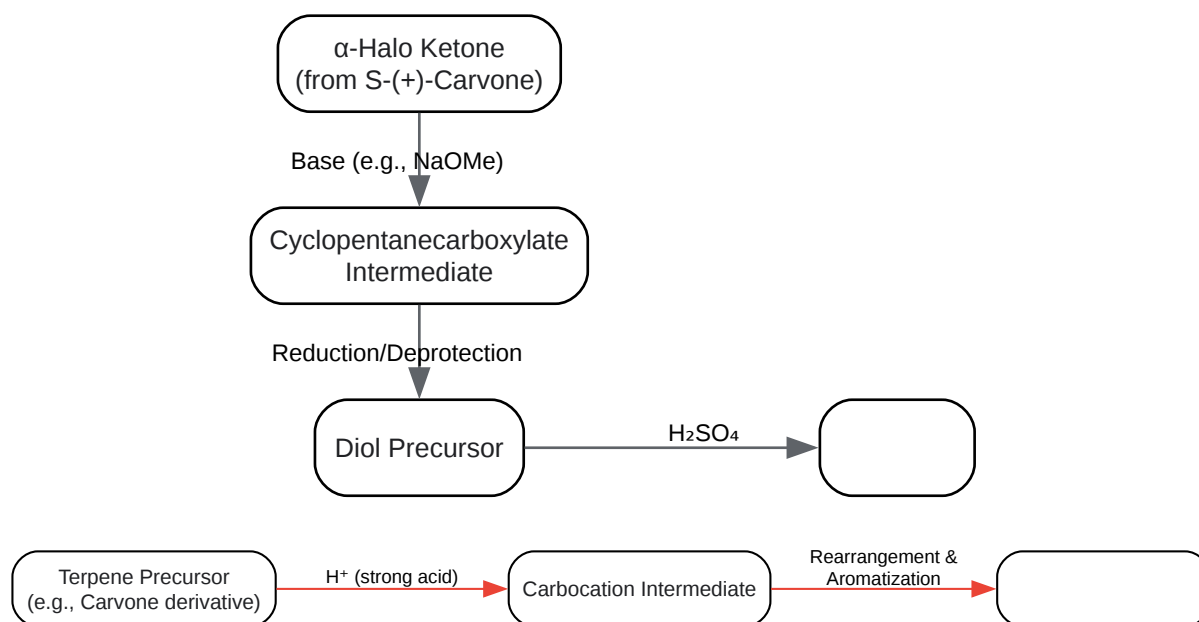 α-Halo Ketone
(from S-(+)-Carvone)
Base (e.g., NaOMe)
Cyclopentanecarboxylate
Intermediate
Reduction/Deprotection
Diol Precursor
H₂SO₄
Terpene Precursor
(e.g., Carvone derivative)
H⁺ (strong acid)
Carbocation Intermediate
Rearrangement &
Aromatization